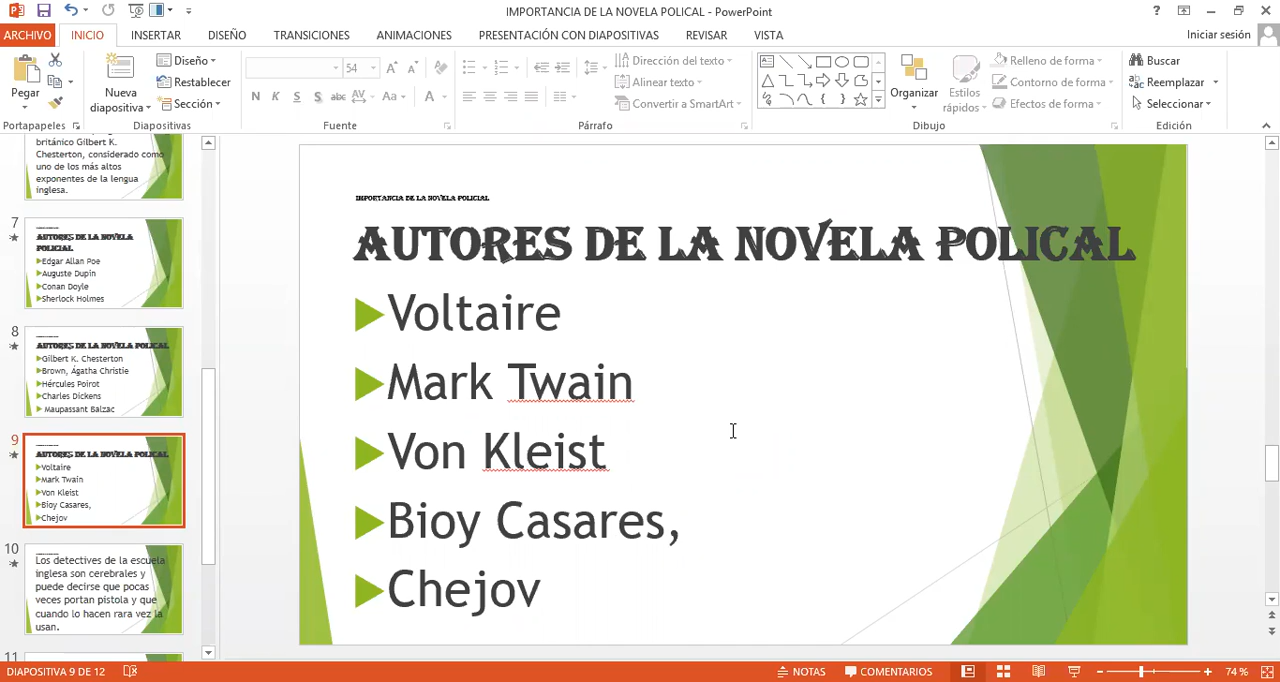 IMPORTANCIA DE LA NOVELA POLICAL - PowerPoint
?
ARCHIVO INICIO INSERTAR DISEÑO TRANSICIONES ANIMACIONES PRESENTACIÓN CON DIAPOSITIVAS REVISAR VISTA Iniciar sesión
Pegar
Nueva
diapositiva
Diseño
Restablecer
Sección
54
N K S S abc AV Aa A
Dirección del texto
Alinear texto
Convertir a SmartArt
Organizar
Estilos
rápidos
Relleno de forma
Contorno de forma
Efectos de forma
Buscar
Reemplazar
Seleccionar
Portapapeles Diapositivas Fuente Párrafo Dibujo Edición
británico Gilbert K.
Chesterton, considerado como
uno de los más altos
exponentes de la lengua
inglesa.
7
AUTORES DE LA NOVELA
POLICIAL
Edgar Allan Poe
Auguste Dupin
Conan Doyle
Sherlock Holmes
8
AUTORES DE LA NOVELA POLICAL
Gilbert K. Chesterton
Brown, Ágatha Christie
Hércules Poirot
Charles Dickens
Maupassant Balzac
9
AUTORES DE LA NOVELA POLICAL
Voltaire
Mark Twain
Von Kleist
Bioy Casares,
Chejov
10
Los detectives de la escuela
inglesa son cerebrales y
puede decirse que pocas
veces portan pistola y que
cuando lo hacen rara vez la
usan.
11
IMPORTANCIA DE LA NOVELA POLICIAL
AUTORES DE LA NOVELA POLICAL
Voltaire
Mark Twain
Von Kleist
Bioy Casares,
Chejov
DIAPOSITIVA 9 DE 12 NOTAS COMENTARIOS 74 %